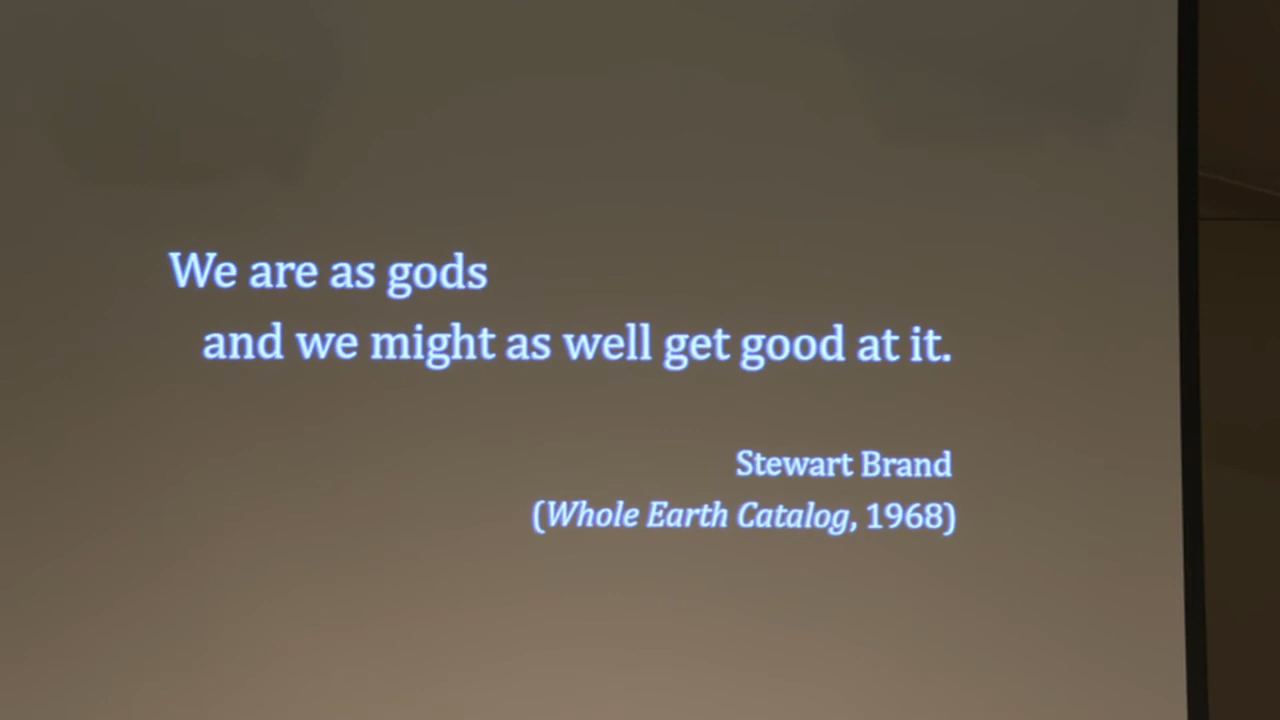 We are as gods
and we might as well get good at it.
Stewart Brand
(Whole Earth Catalog, 1968)